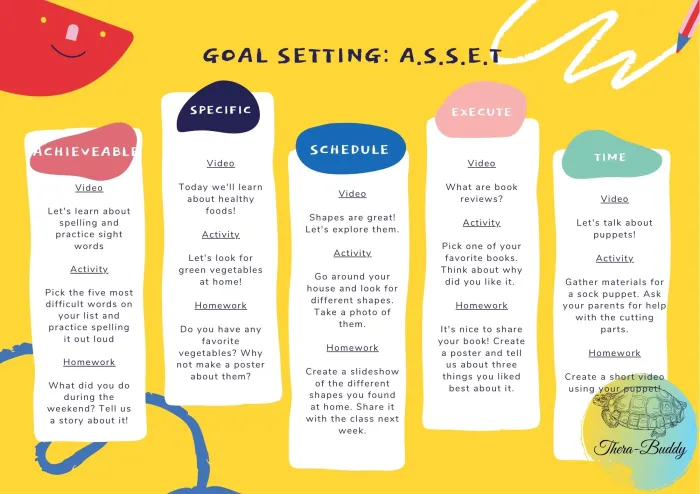 GOAL SETTING: A.S.S.E.T
ACHIEVEABLE
Video
Let's learn about
spelling and
practice sight
words
Activity
Pick the five most
difficult words on
your list and
practice spelling
it out loud
Homework
What did you do
during the
weekend? Tell us
a story about it!
SPECIFIC
Video
Today we'll learn
about healthy
foods!
Activity
Let's look for
green vegetables
at home!
Homework
Do you have any
favorite
vegetables? Why
not make a poster
about them?
SCHEDULE
Video
Shapes are great!
Let's explore them.
Activity
Go around your
house and look for
different shapes.
Take a photo of
them.
Homework
Create a slideshow
of the different
shapes you found
at home. Share it
with the class next
week.
EXECUTE
Video
What are book
reviews?
Activity
Pick one of your
favorite books.
Think about why
did you like it.
Homework
It's nice to share
your book! Create
a poster and tell
us about three
things you liked
best about it.
TIME
Video
Let's talk about
puppets!
Activity
Gather materials for
a sock puppet. Ask
your parents for help
with the cutting
parts.
Homework
Create a short video
using your puppet!
Thera-Buddy